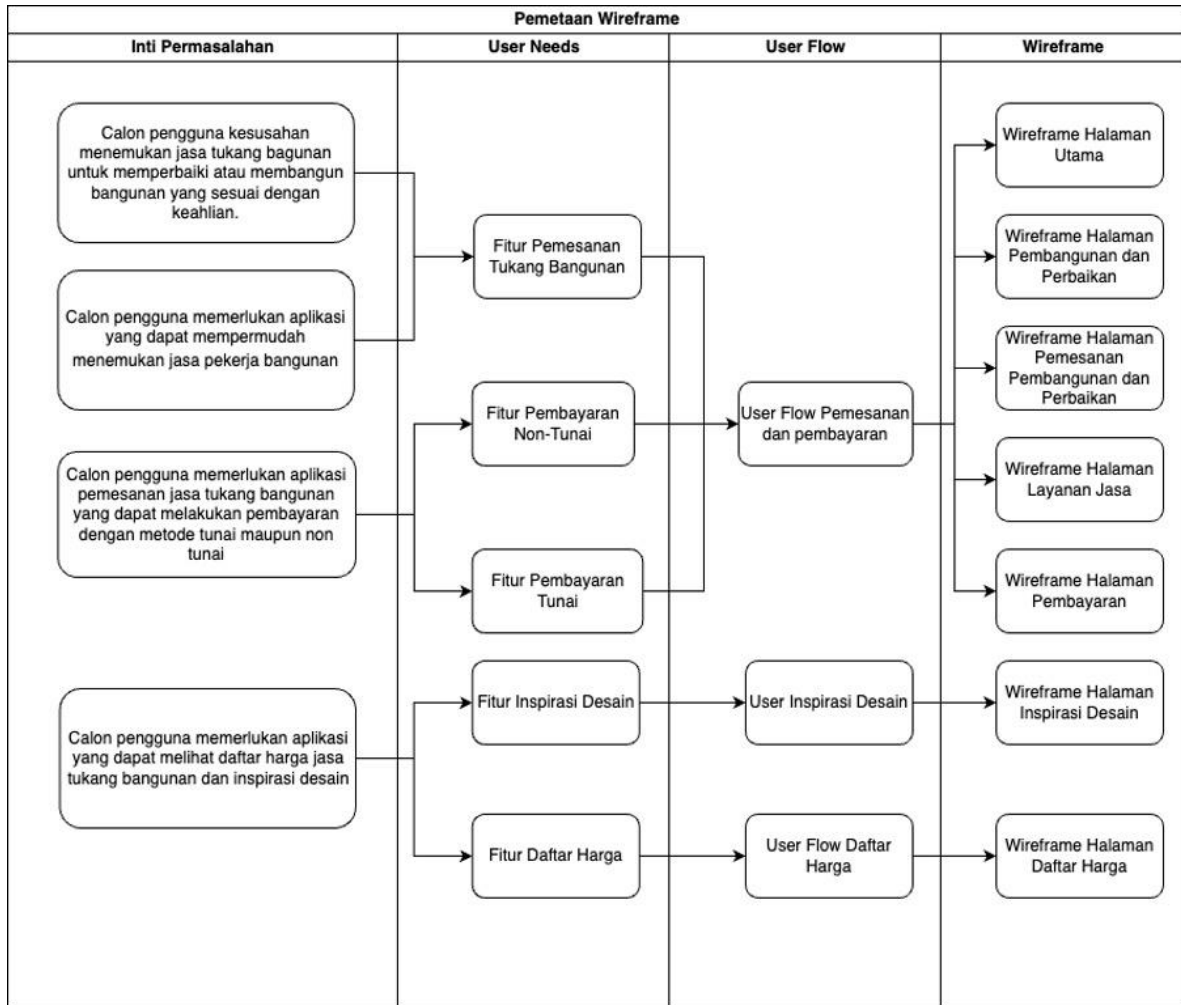 Pemetaan Wireframe
Inti Permasalahan
User Needs
User Flow
Wireframe
Calon pengguna kesusahan
menemukan jasa tukang bagunan
untuk memperbaiki atau membangun
bangunan yang sesuai dengan
keahlian.
Calon pengguna memerlukan aplikasi
yang dapat mempermudah
menemukan jasa pekerja bangunan
Calon pengguna memerlukan aplikasi
pemesanan jasa tukang bangunan
yang dapat melakukan pembayaran
dengan metode tunai maupun non
tunai
Calon pengguna memerlukan aplikasi
yang dapat melihat daftar harga jasa
tukang bangunan dan inspirasi desain
Fitur Pemesanan
Tukang Bangunan
Fitur Pembayaran
Non-Tunai
Fitur Pembayaran
Tunai
Fitur Inspirasi Desain
Fitur Daftar Harga
User Flow Pemesanan
dan pembayaran
User Inspirasi Desain
User Flow Daftar
Harga
Wireframe Halaman
Utama
Wireframe Halaman
Pembangunan dan
Perbaikan
Wireframe Halaman
Pemesanan
Pembangunan dan
Perbaikan
Wireframe Halaman
Layanan Jasa
Wireframe Halaman
Pembayaran
Wireframe Halaman
Inspirasi Desain
Wireframe Halaman
Daftar Harga